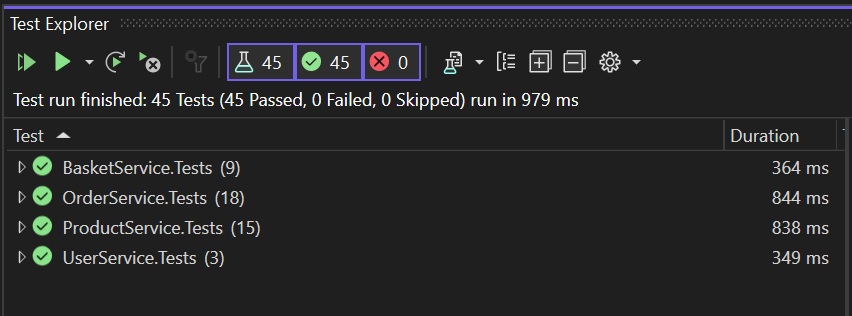 Test Explorer
45 45 0
Test run finished: 45 Tests (45 Passed, 0 Failed, 0 Skipped) run in 979 ms
Test Duration
BasketService.Tests (9) 364 ms
OrderService.Tests (18) 844 ms
ProductService.Tests (15) 838 ms
UserService.Tests (3) 349 ms